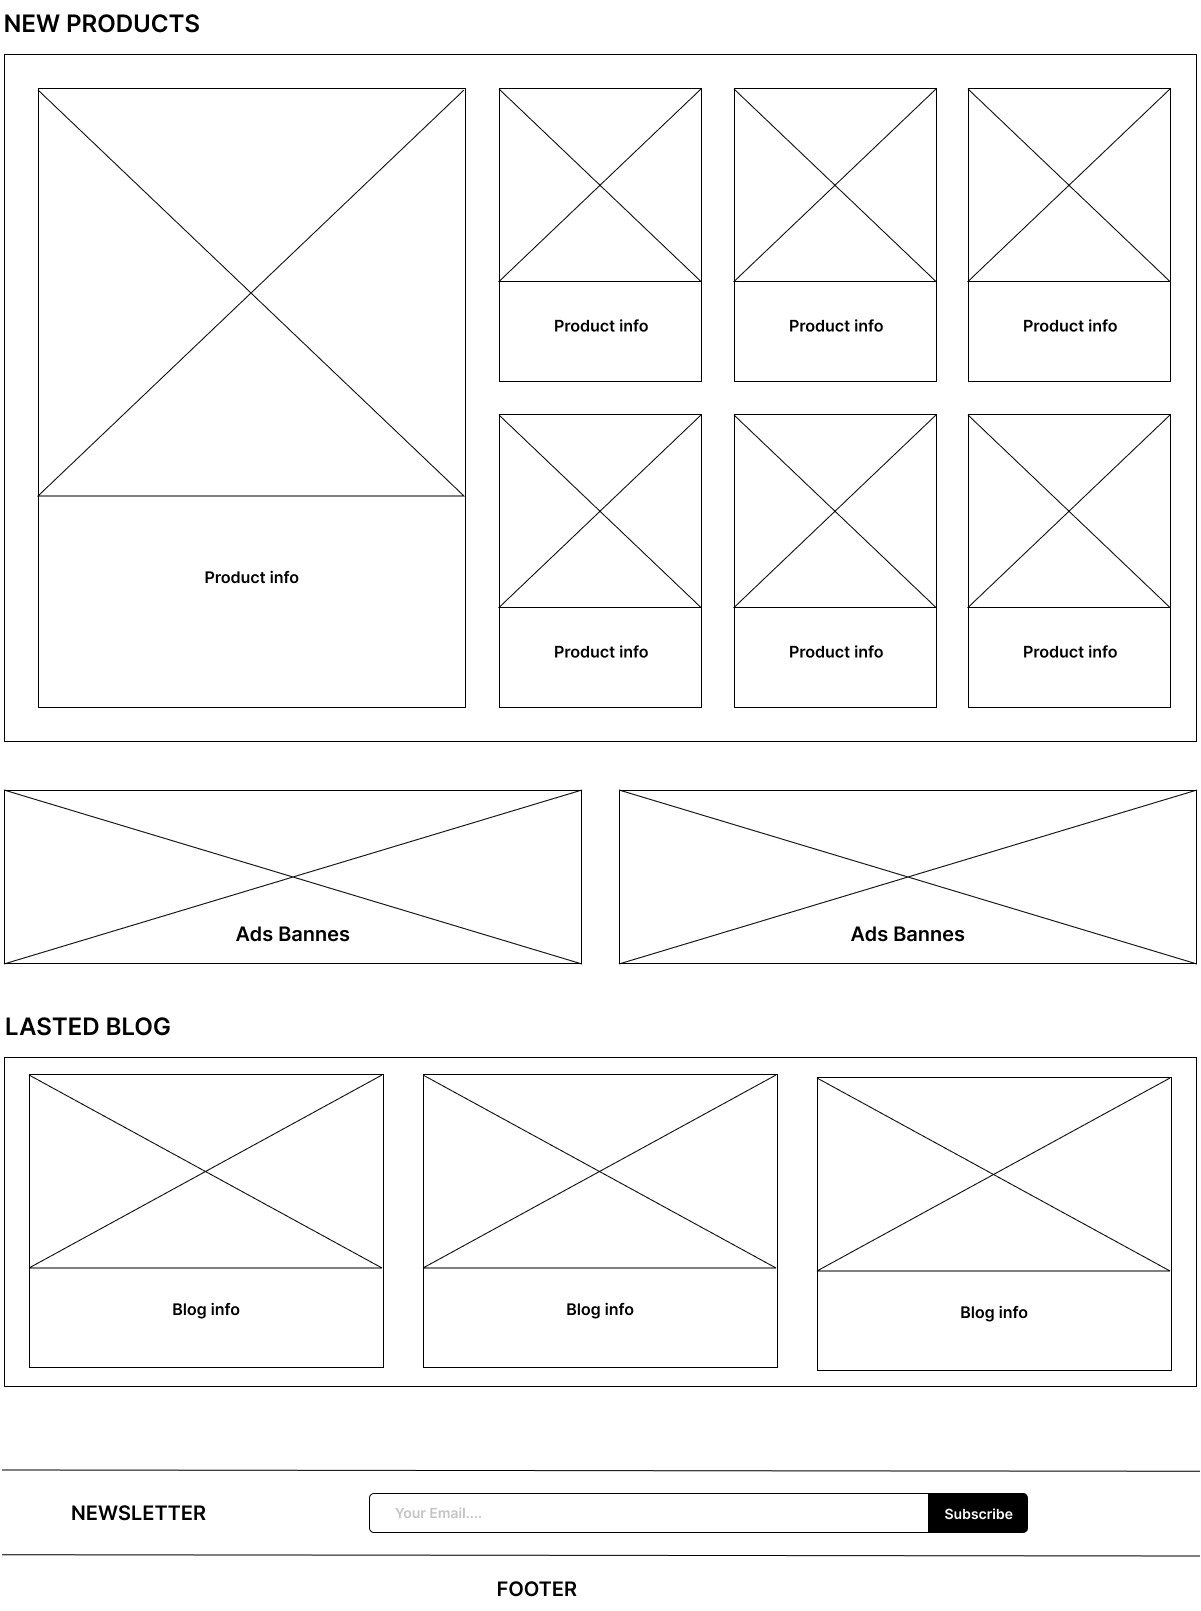 NEW PRODUCTS
Product info
Product info
Product info
Product info
Product info
Product info
Product info
Ads Bannes
Ads Bannes
LASTED BLOG
Blog info
Blog info
Blog info
NEWSLETTER
Your Email....
Subscribe
FOOTER